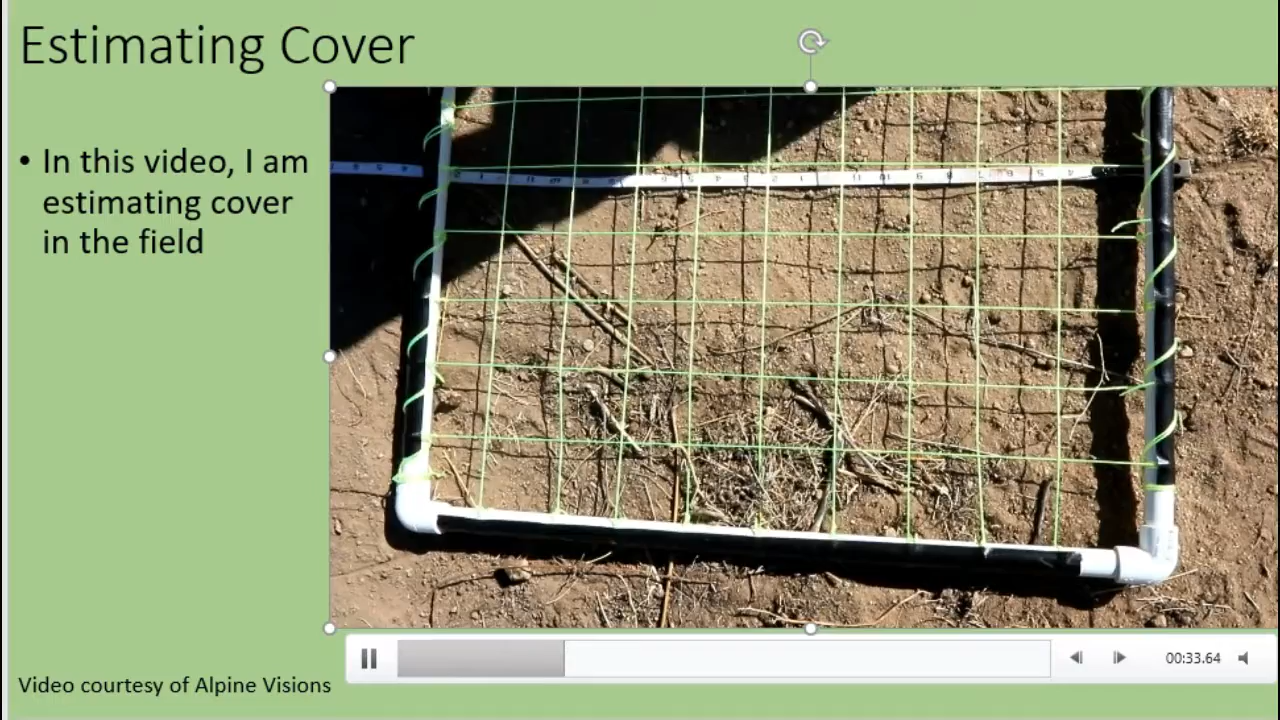 Estimating Cover
• In this video, I am
estimating cover
in the field
00:33.64
Video courtesy of Alpine Visions